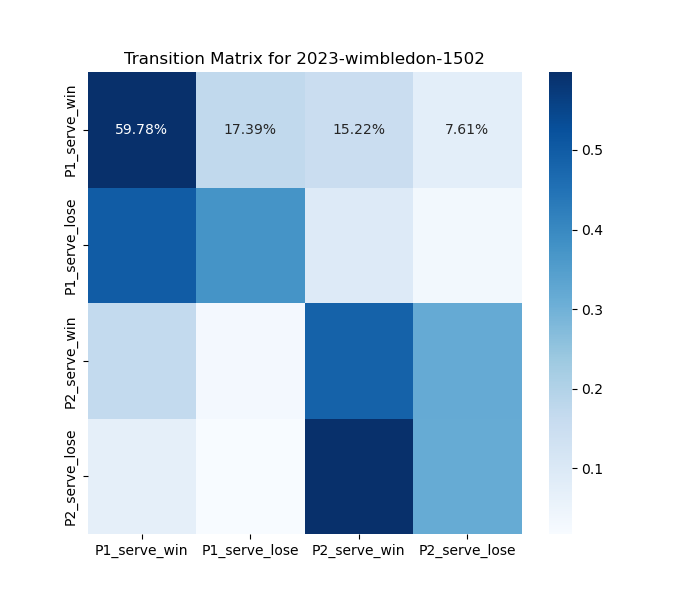 Transition Matrix for 2023-wimbledon-1502
P1_serve_win
59.78% 17.39% 15.22% 7.61%
P1_serve_lose
P2_serve_win
P2_serve_lose
P1_serve_win P1_serve_lose P2_serve_win P2_serve_lose
0.5
0.4
0.3
0.2
0.1